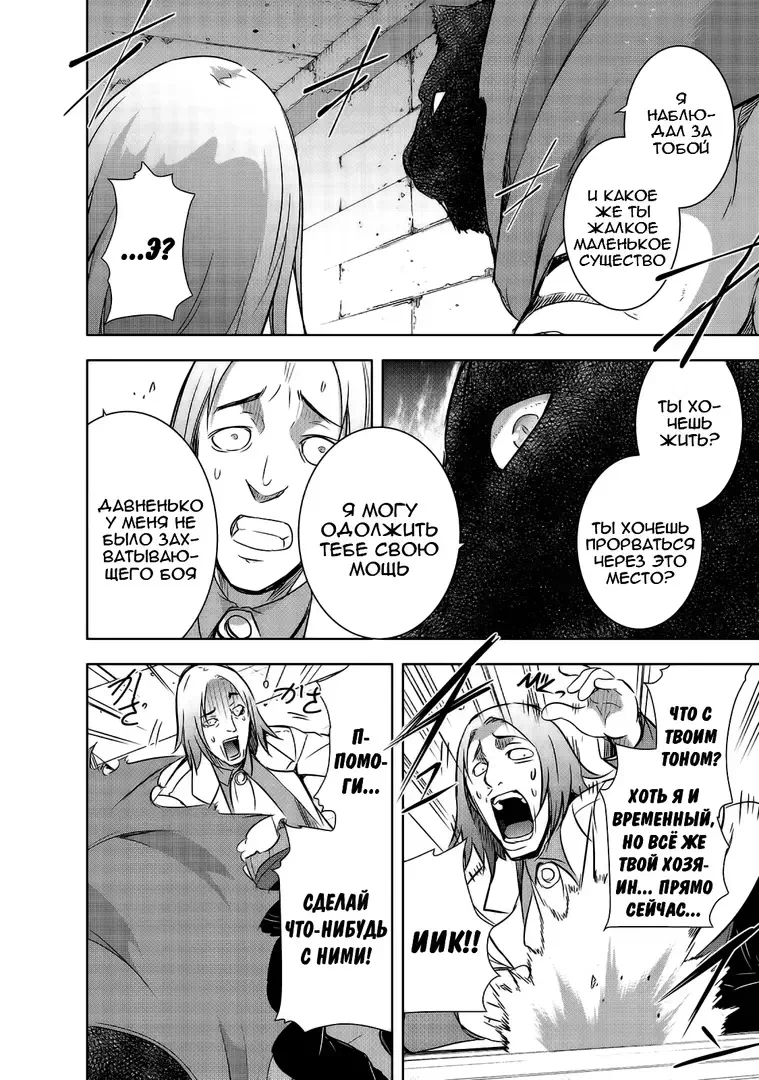 Я
НАБЛЮ-
ДАЛ ЗА
ТОБОЙ
И КАКОЕ
ЖЕ ТЫ
ЖАЛКОЕ
МАЛЕНЬКОЕ
СУЩЕСТВО
...Э?
ТЫ ХО-
ЧЕШЬ
ЖИТЬ?
ТЫ ХОЧЕШЬ
ПРОРВАТЬСЯ
ЧЕРЕЗ ЭТО
МЕСТО?
Я МОГУ
ОДОЛЖИТЬ
ТЕБЕ СВОЮ
МОЩЬ
ДАВНЕНЬКО
У МЕНЯ НЕ
БЫЛО ЗАХ-
ВАТЫВАЮ-
ЩЕГО БОЯ
ЧТО С
ТВОИМ
ТОНОМ?
ХОТЬ Я И
ВРЕМЕННЫЙ,
НО ВСЁ ЖЕ
ТВОЙ ХОЗЯ-
ИН... ПРЯМО
СЕЙЧАС...
ИИК!!
П-
ПОМО-
ГИ...
СДЕЛАЙ
ЧТО-НИБУДЬ
С НИМИ!